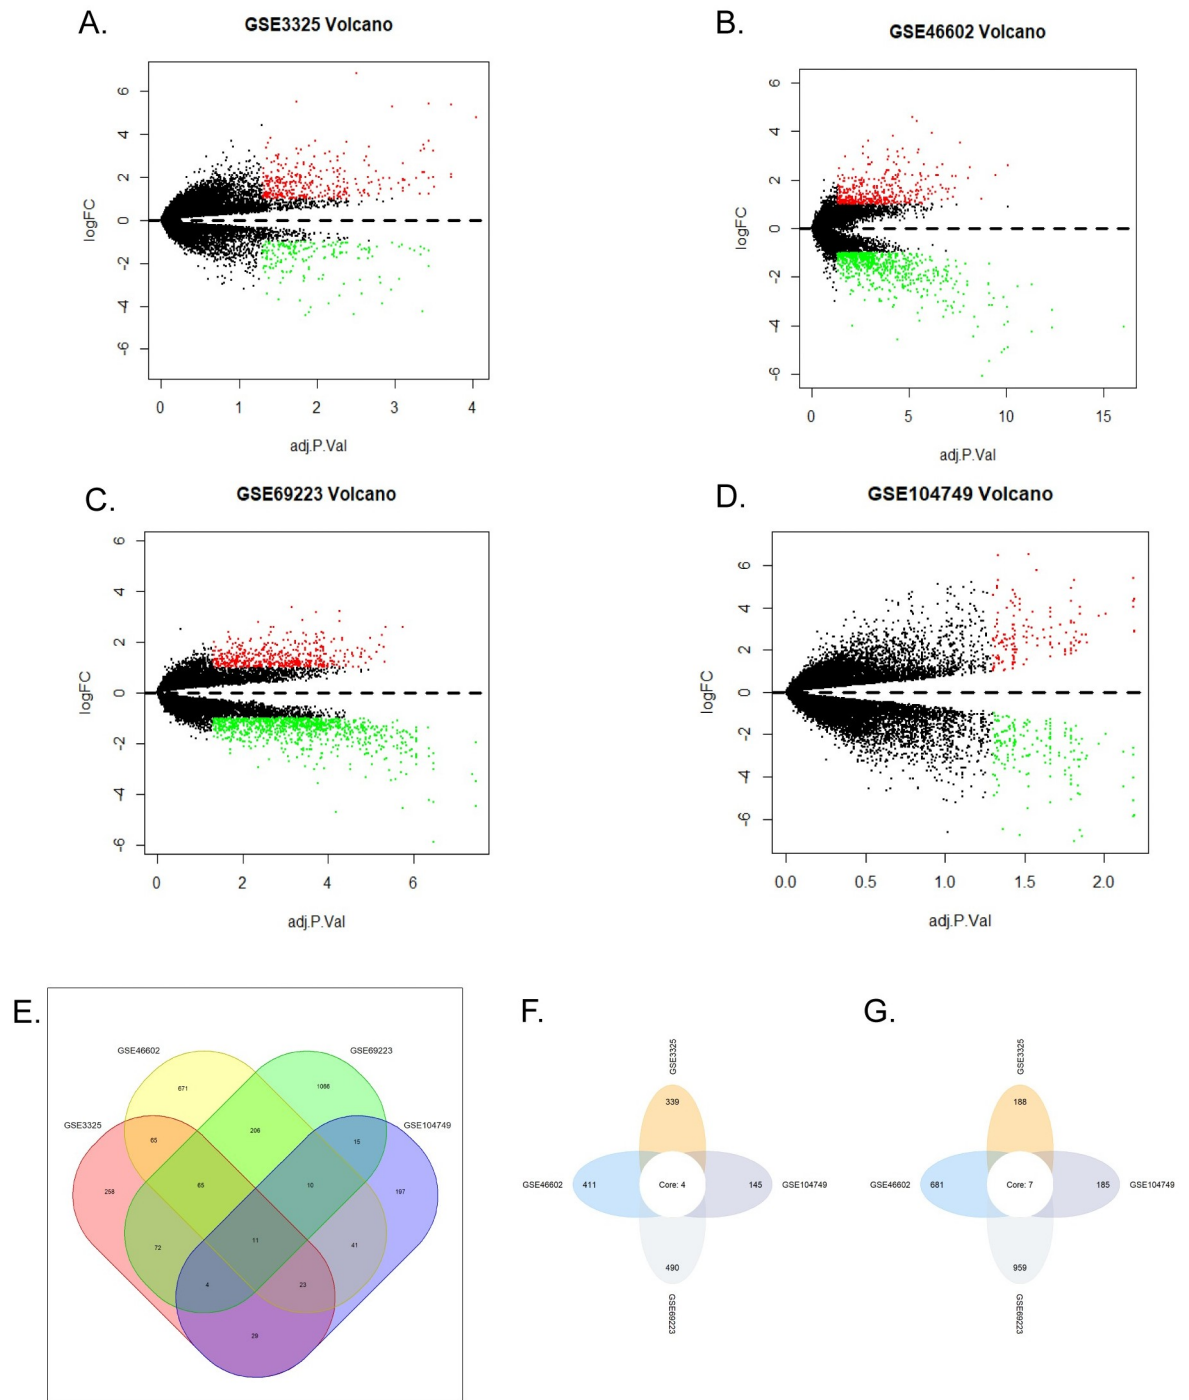 A.
GSE3325 Volcano
logFC
6
4
2
0
-2
-4
-6
0 1 2 3 4
adj.P.Val
B.
GSE46602 Volcano
logFC
6
4
2
0
-2
-4
-6
0 5 10 15
adj.P.Val
C.
GSE69223 Volcano
logFC
6
4
2
0
-2
-4
-6
0 2 4 6
adj.P.Val
D.
GSE104749 Volcano
logFC
6
4
2
0
-2
-4
-6
0.0 0.5 1.0 1.5 2.0
adj.P.Val
E.
GSE46602
GSE69223
GSE3325
GSE104749
671
1066
65
206
15
258
65
10
197
72
11
41
4
23
29
F.
GSE3325
339
GSE46602
411
Core: 4
145
GSE104749
490
GSE69223
G.
GSE3325
188
GSE46602
681
Core: 7
185
GSE104749
959
GSE69223